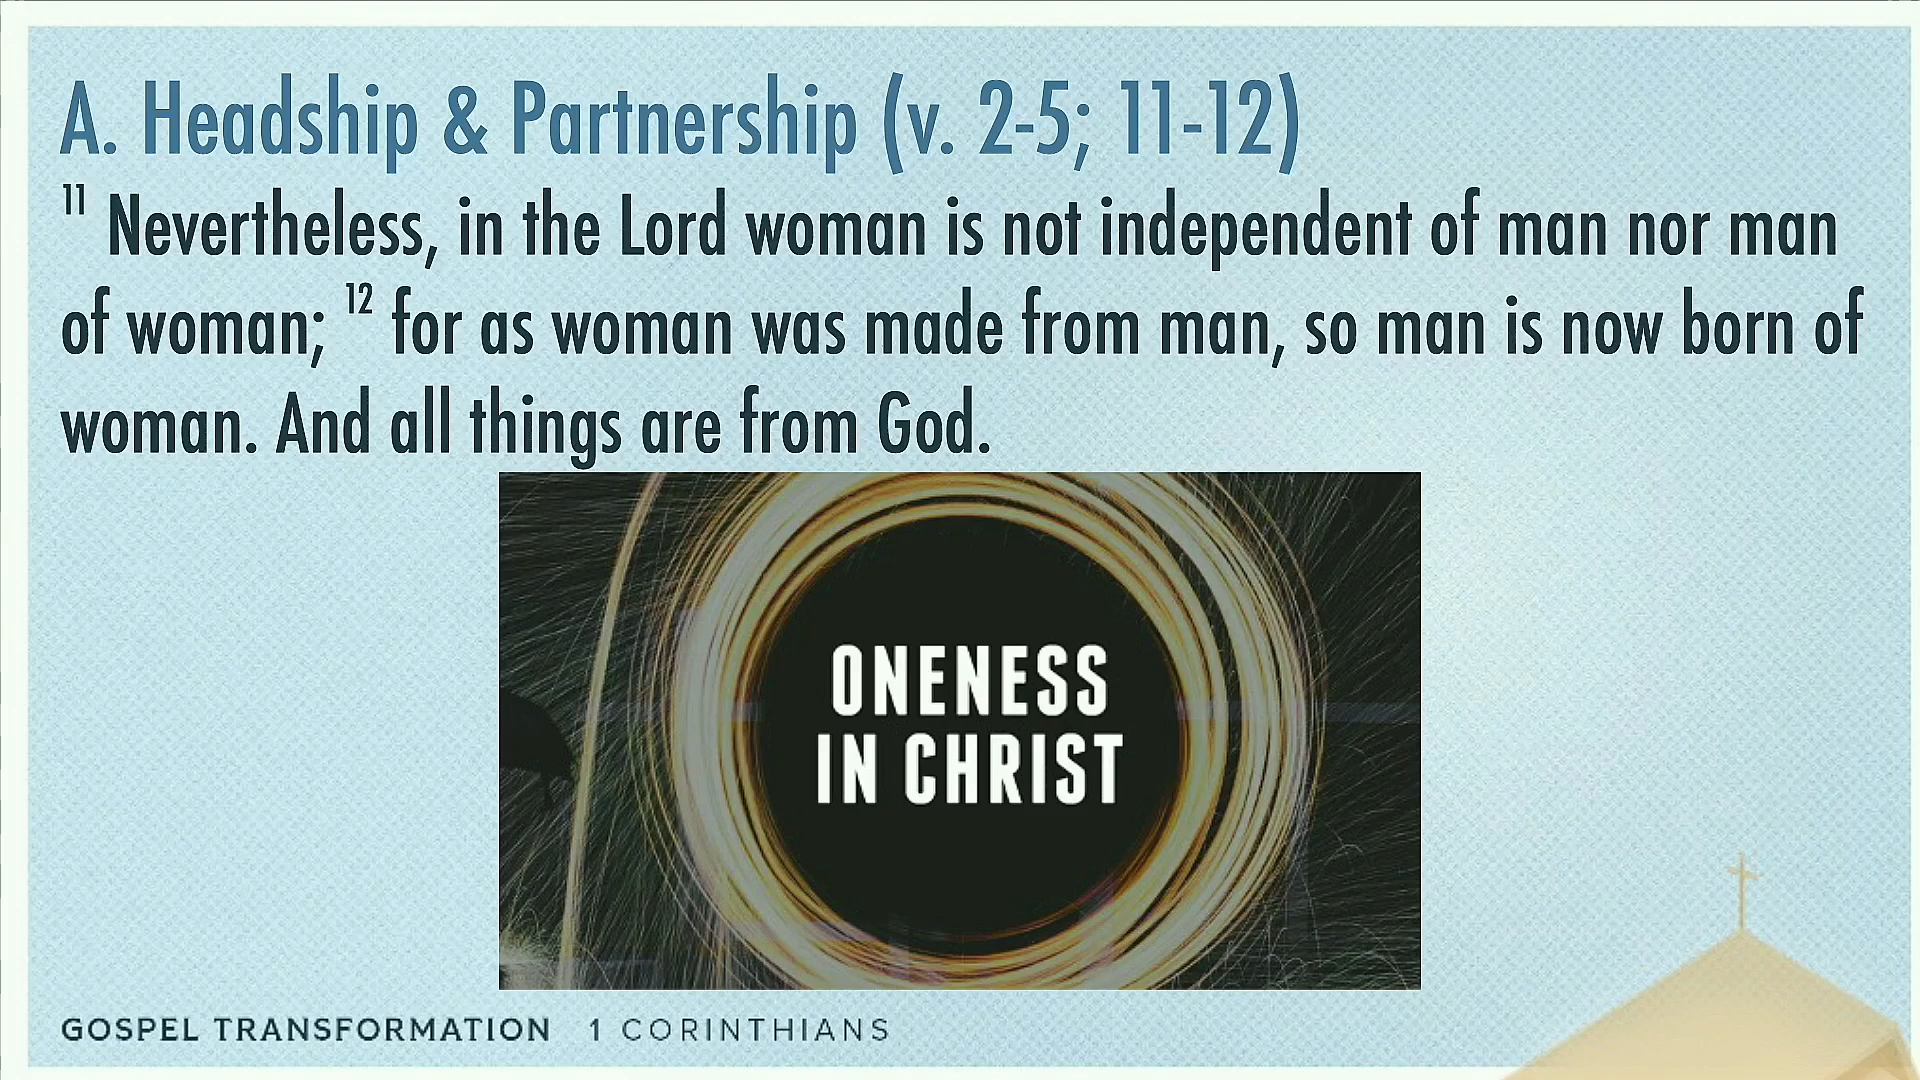 A. Headship & Partnership (v. 2-5; 11-12)
11 Nevertheless, in the Lord woman is not independent of man nor man
of woman; 12 for as woman was made from man, so man is now born of
woman. And all things are from God.
ONENESS
IN CHRIST
GOSPEL TRANSFORMATION 1 CORINTHIANS